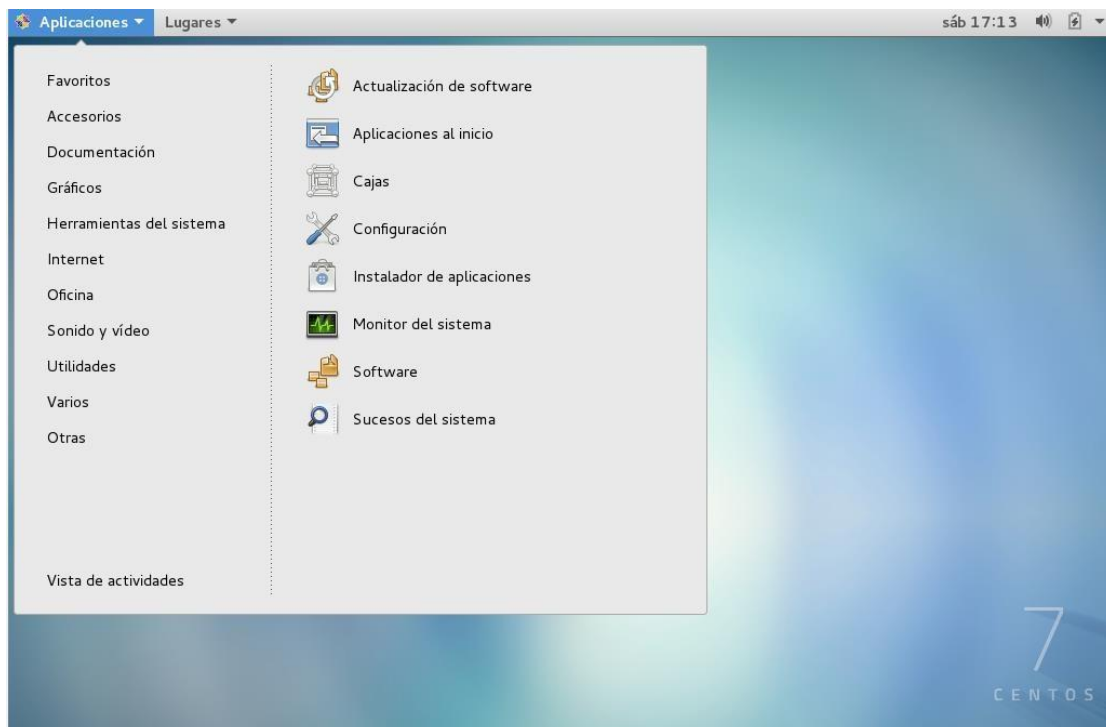 Aplicaciones Lugares sáb 17:13
Favoritos
Accesorios
Documentación
Gráficos
Herramientas del sistema
Internet
Oficina
Sonido y vídeo
Utilidades
Varios
Otras
Vista de actividades
Actualización de software
Aplicaciones al inicio
Cajas
Configuración
Instalador de aplicaciones
Monitor del sistema
Software
Sucesos del sistema
7
CENTOS